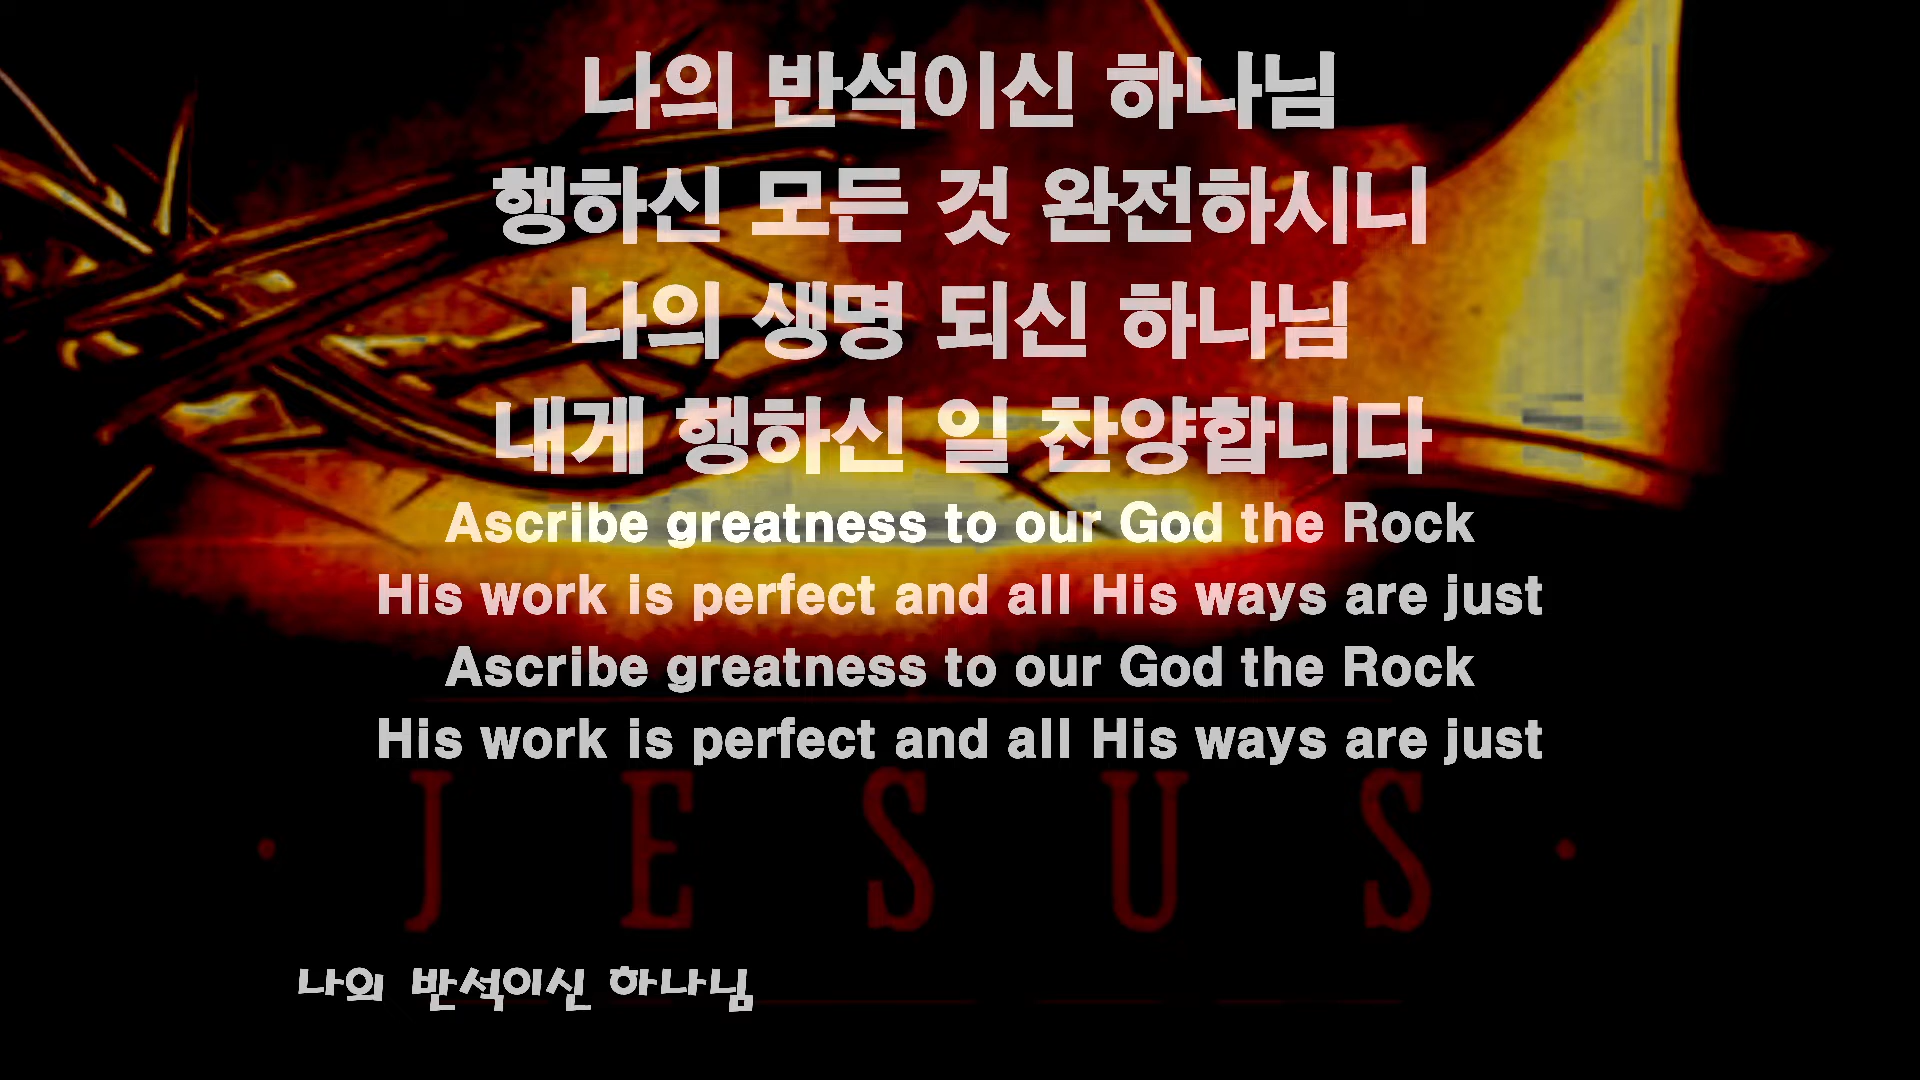 나의 반석이신 하나님
행하신 모든 것 완전하시니
나의 생명 되신 하나님
내게 행하신 일 찬양합니다
Ascribe greatness to our God the Rock
His work is perfect and all His ways are just
Ascribe greatness to our God the Rock
His work is perfect and all His ways are just
· JESUS ·
나의 반석이신 하나님